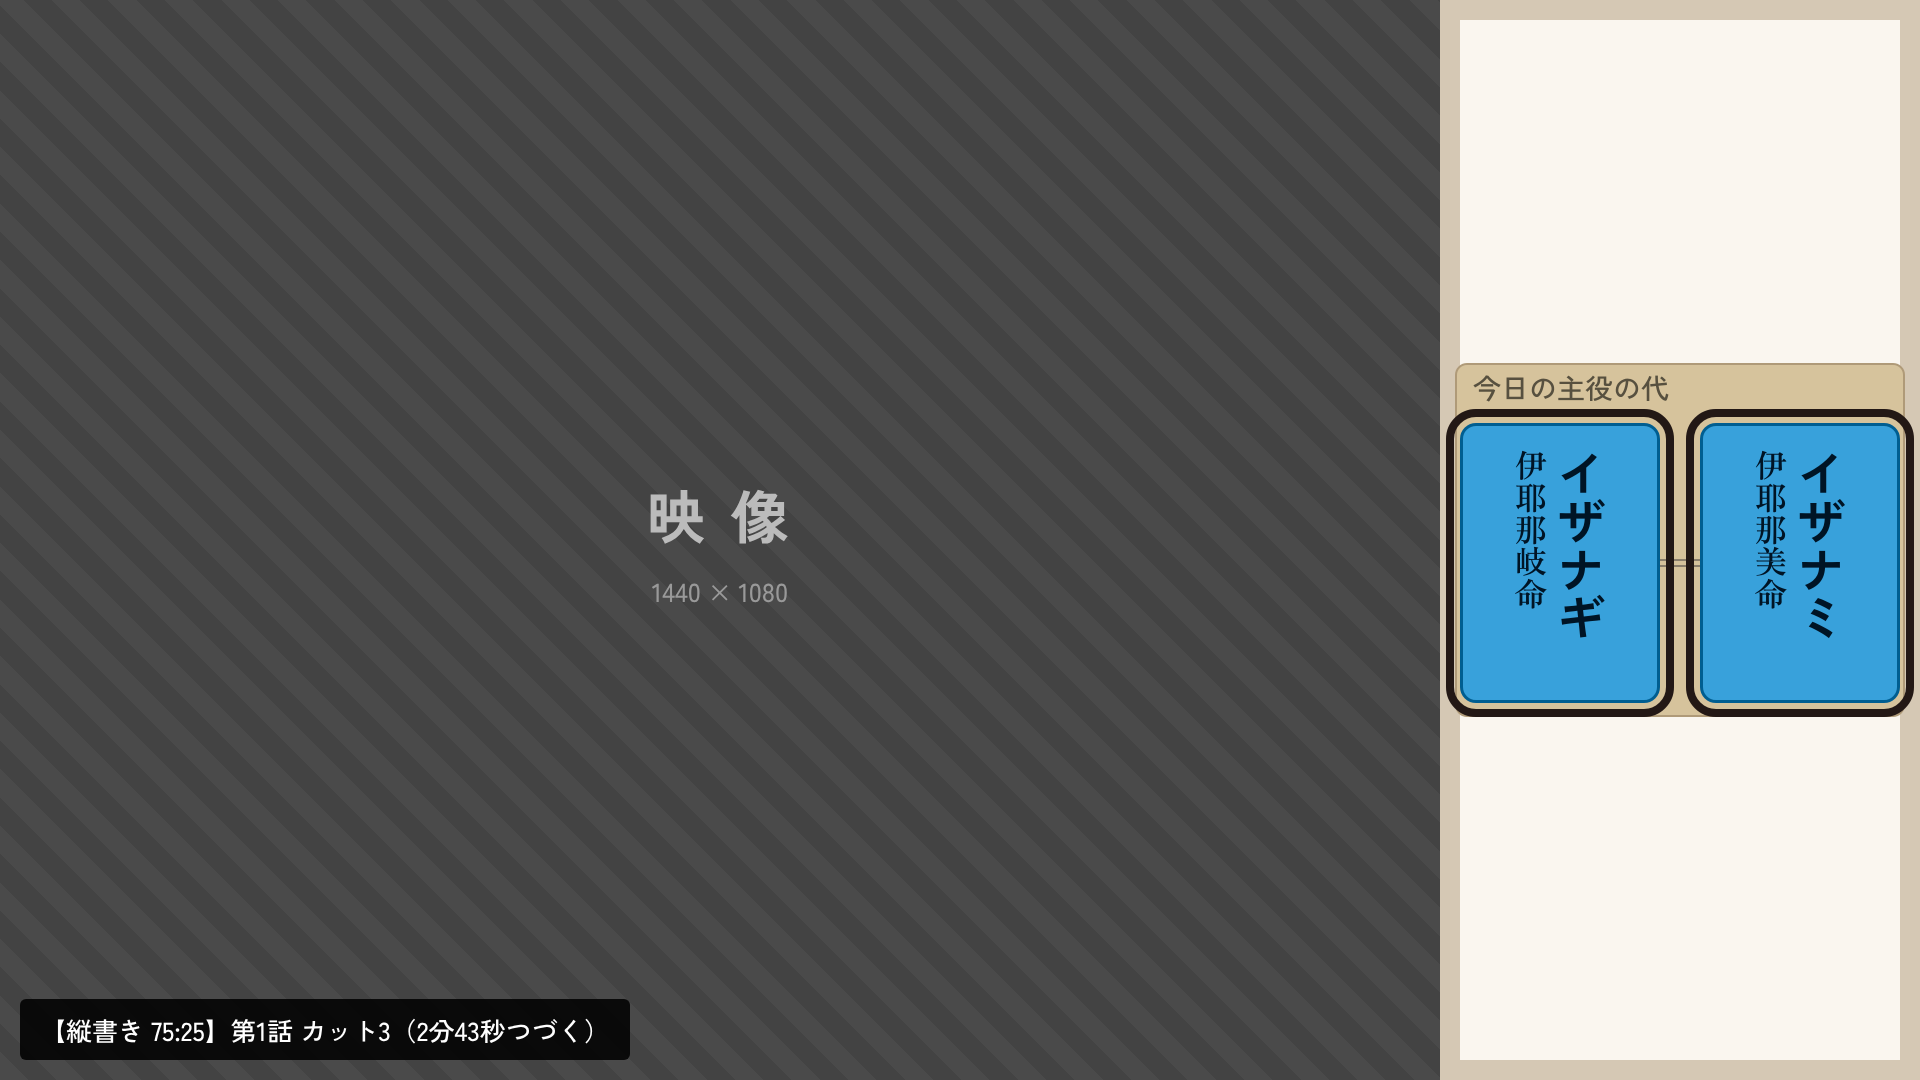 映像
1440 × 1080
【縦書き 75:25】第1話 カット3（2分43秒つづく）
今日の主役の代
イザナミ
伊耶那美命
イザナギ
伊耶那岐命